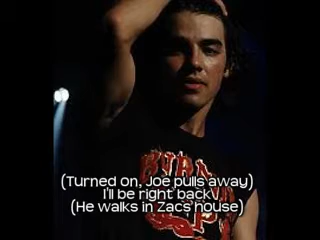 (Turned on, Joe pulls away)
I'll be right back
(He walks in Zacs house)